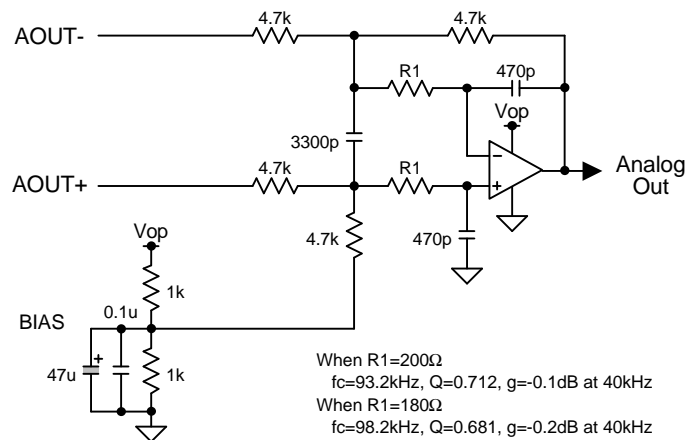 4.7k
4.7k
AOUT-
R1
470p
Vop
3300p
−
4.7k
R1
+
Analog
Out
AOUT+
Vop
4.7k
470p
1k
0.1u
BIAS
+
47u
1k
When R1=200Ω
fc=93.2kHz, Q=0.712, g=-0.1dB at 40kHz
When R1=180Ω
fc=98.2kHz, Q=0.681, g=-0.2dB at 40kHz